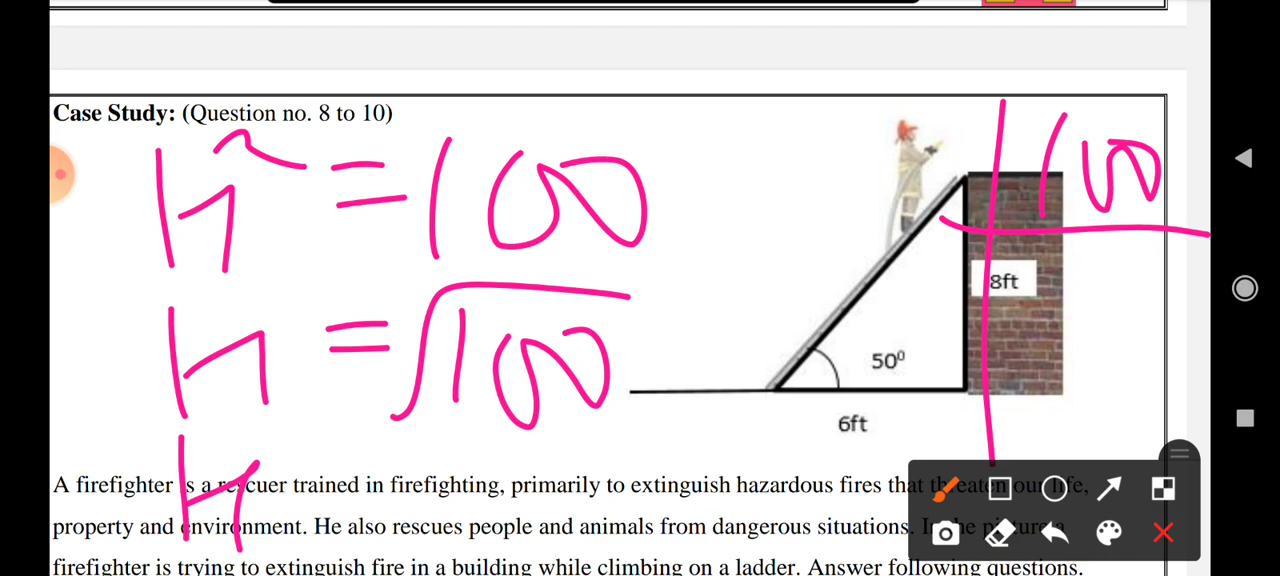 Case Study: (Question no. 8 to 10)
h² = 100
100
h = √100
h
8ft
50⁰
6ft
A firefighter is a rescuer trained in firefighting, primarily to extinguish hazardous fires that threaten our life,
property and environment. He also rescues people and animals from dangerous situations. In the picture a
firefighter is trying to extinguish fire in a building while climbing on a ladder. Answer following questions.